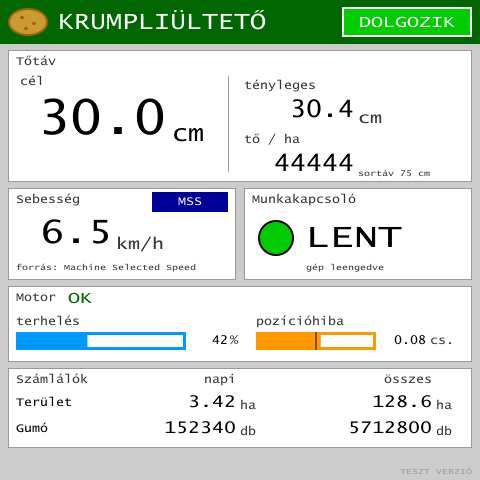 KRUMPLIÜLTETŐ
DOLGOZIK
Tőtáv
cél
30.0 cm
tényleges
30.4 cm
tő / ha
44444 sortáv 75 cm
Sebesség
MSS
6.5 km/h
forrás: Machine Selected Speed
Munkakapcsoló
LENT
gép leengedve
Motor OK
terhelés
42%
pozícióhiba
0.08 cs.
Számlálók napi összes
Terület 3.42 ha 128.6 ha
Gumó 152340 db 5712800 db
TESZT VERZIÓ